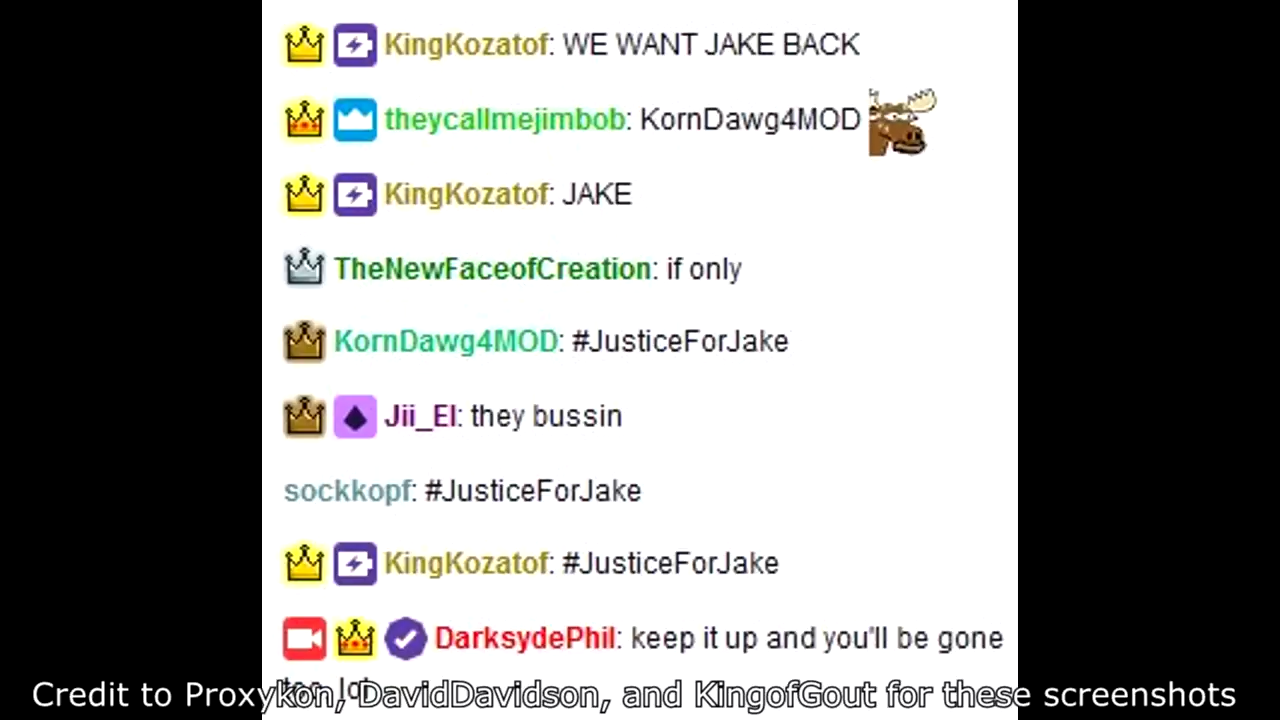 KingKozatof: WE WANT JAKE BACK
theycallmejimbob: KornDawg4MOD
KingKozatof: JAKE
TheNewFaceofCreation: if only
KornDawg4MOD: #JusticeForJake
Jii_El: they bussin
sockkopf: #JusticeForJake
KingKozatof: #JusticeForJake
DarksydePhil: keep it up and you'll be gone
Credit to Proxykon, DavidDavidson, and KingofGout for these screenshots